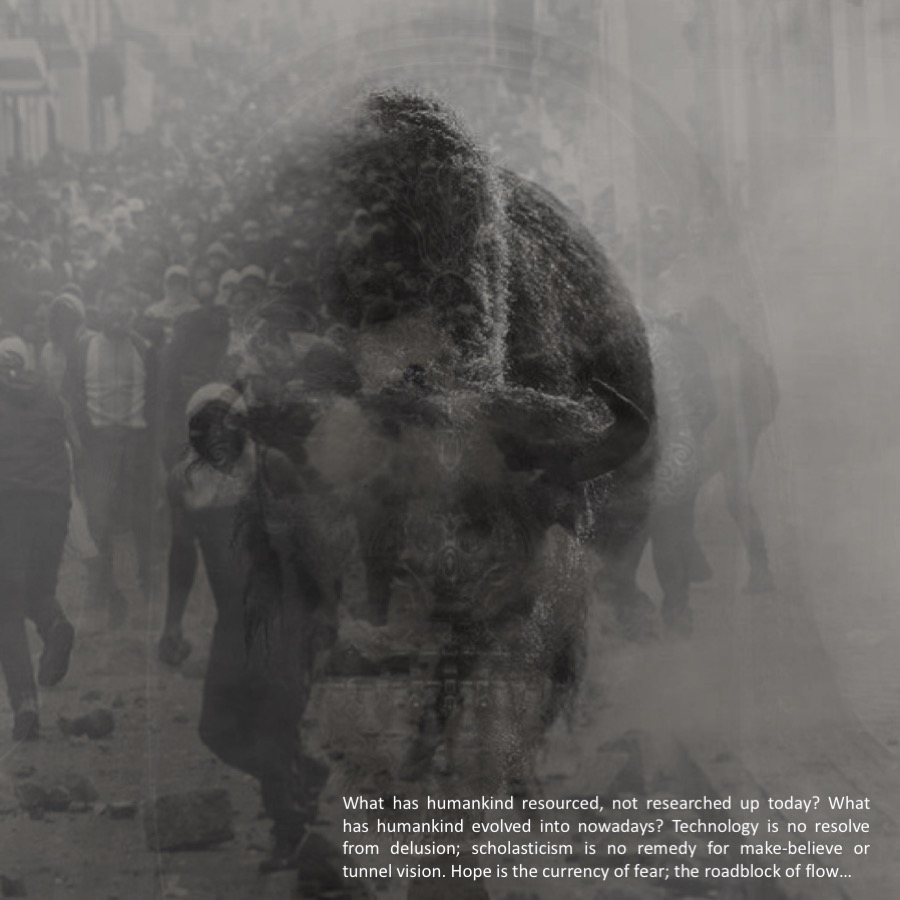 What has humankind resourced, not researched up today? What
has humankind evolved into nowadays? Technology is no resolve
from delusion; scholasticism is no remedy for make-believe or
tunnel vision. Hope is the currency of fear; the roadblock of flow...